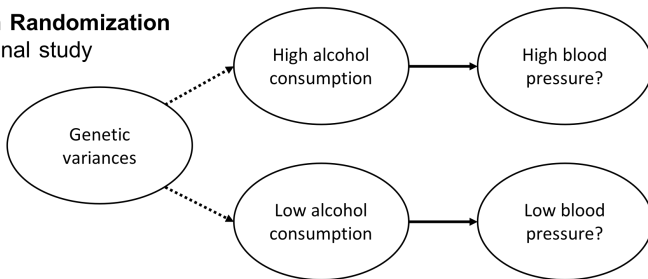 Randomization
nal study
High alcohol
consumption
High blood
pressure?
Genetic
variances
Low alcohol
consumption
Low blood
pressure?